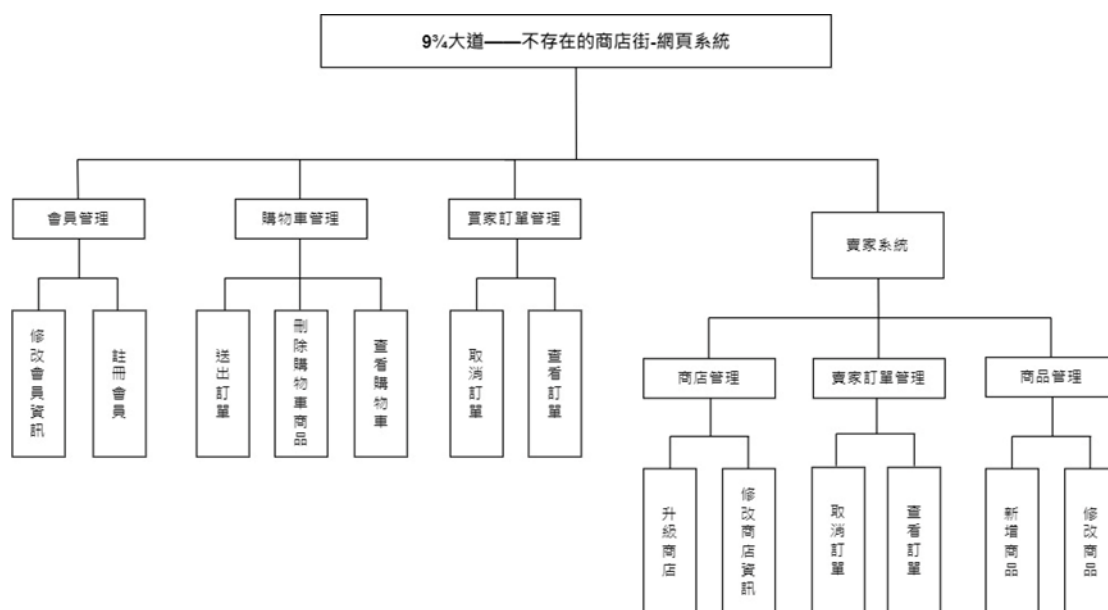 9¾大道——不存在的商店街-網頁系統
會員管理
購物車管理
買家訂單管理
賣家系統
修改會員資訊
註冊會員
送出訂單
刪除購物車商品
查看購物車
取消訂單
查看訂單
商店管理
賣家訂單管理
商品管理
升級商店
修改商店資訊
取消訂單
查看訂單
新增商品
修改商品